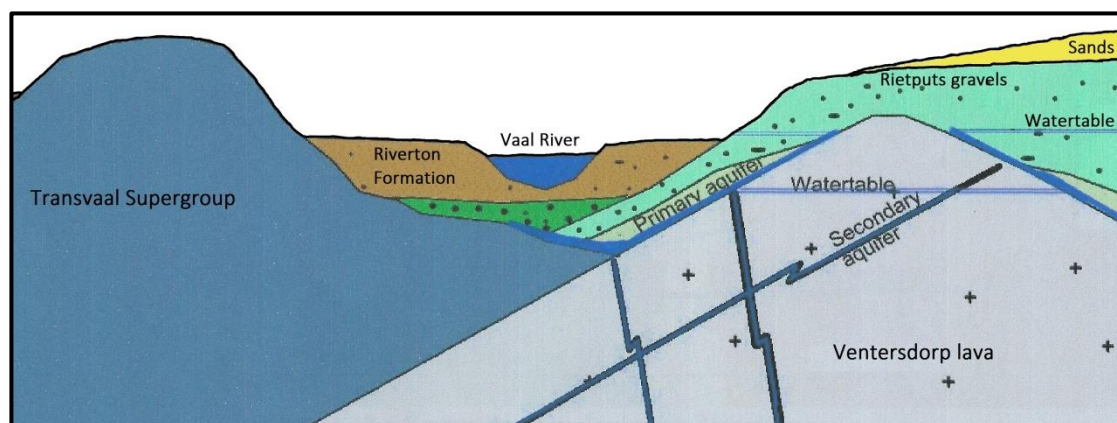 Sands
Rietputs gravels
Watertable
Vaal River
Riverton
Formation
Transvaal Supergroup
Primary aquifer
Watertable
Secondary
aquifer
Ventersdorp lava